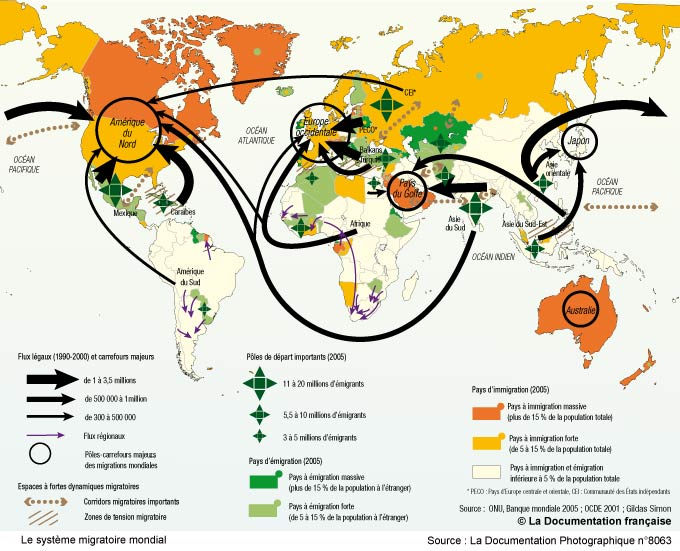 CEI*
Amérique
du
Nord
Europe
occidentale
PECO*
OCÉAN
ATLANTIQUE
Balkans
Turquie
Japon
OCÉAN
PACIFIQUE
Asie
orientale
Pays
du Golfe
OCÉAN
PACIFIQUE
Mexique
Caraïbes
Afrique
Asie
du Sud
Asie du Sud-Est
OCÉAN INDIEN
Amérique
du Sud
Australie
Flux légaux (1990-2000) et carrefours majeurs
de 1 à 3,5 millions
de 500 000 à 1million
de 300 à 500 000
Flux régionaux
Pôles-carrefours majeurs
des migrations mondiales
Espaces à fortes dynamiques migratoires
Corridors migratoires importants
Zones de tension migratoire
Pôles de départ importants (2005)
11 à 20 millions d'émigrants
5,5 à 10 millions d'émigrants
3 à 5 millions d'émigrants
Pays d'émigration (2005)
Pays à émigration massive
(plus de 15 % de la population à l'étranger)
Pays à émigration forte
(de 5 à 15 % de la population à l'étranger)
Pays d'immigration (2005)
Pays à immigration massive
(plus de 15 % de la population totale)
Pays à immigration forte
(de 5 à 15 % de la population totale)
Pays à immigration et émigration
inférieure à 5 % de la population totale
* PECO : Pays d'Europe centrale et orientale, CEI : Communauté des États indépendants
Source : ONU, Banque mondiale 2005 ; OCDE 2001 ; Gildas Simon
© La Documentation française
Le système migratoire mondial
Source : La Documentation Photographique n°8063